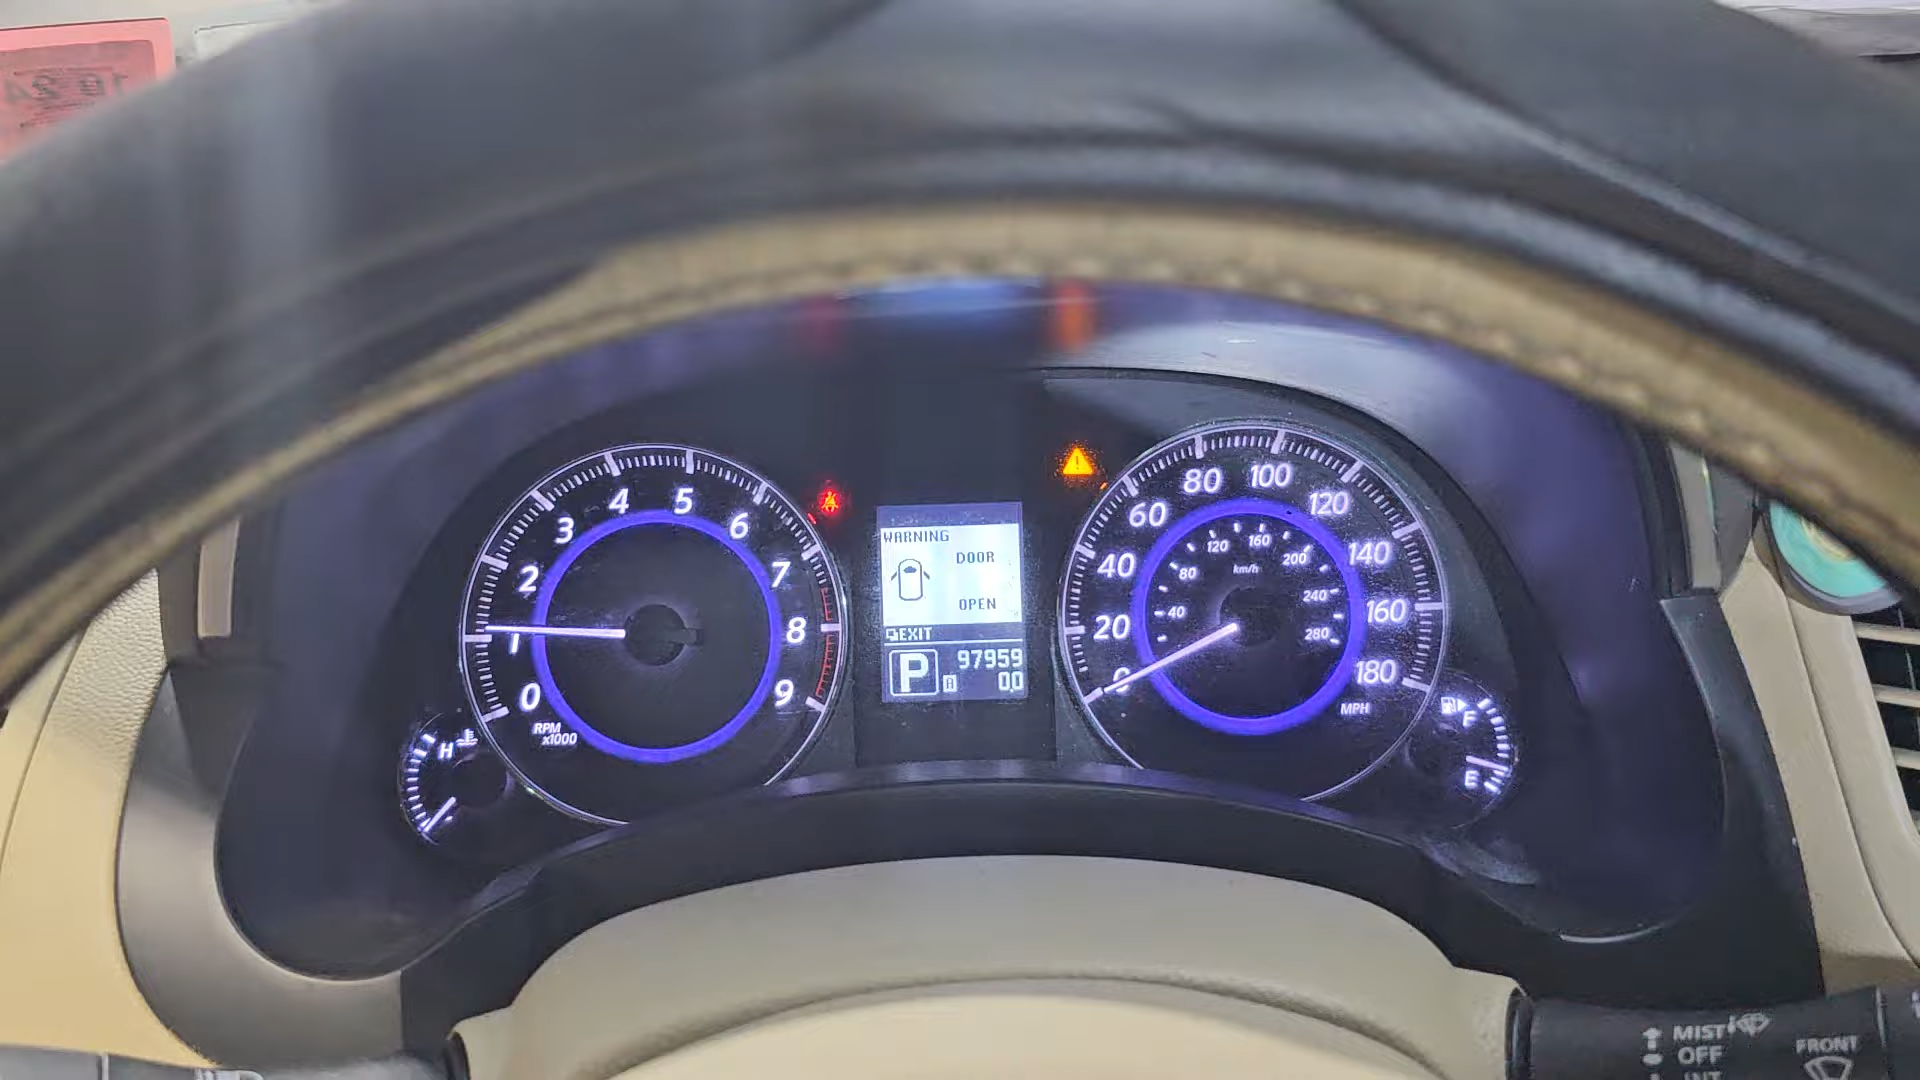 4 5
3 6
2 7
1 8
0 9
RPM
x1000
H
WARNING
DOOR
OPEN
EXIT
P A 97959
0.0
80 100
60 120
40 140
20 160
0 180
MPH
120 160
80 200
km/h
40 240
280
F
E
MIST
OFF
INT
FRONT